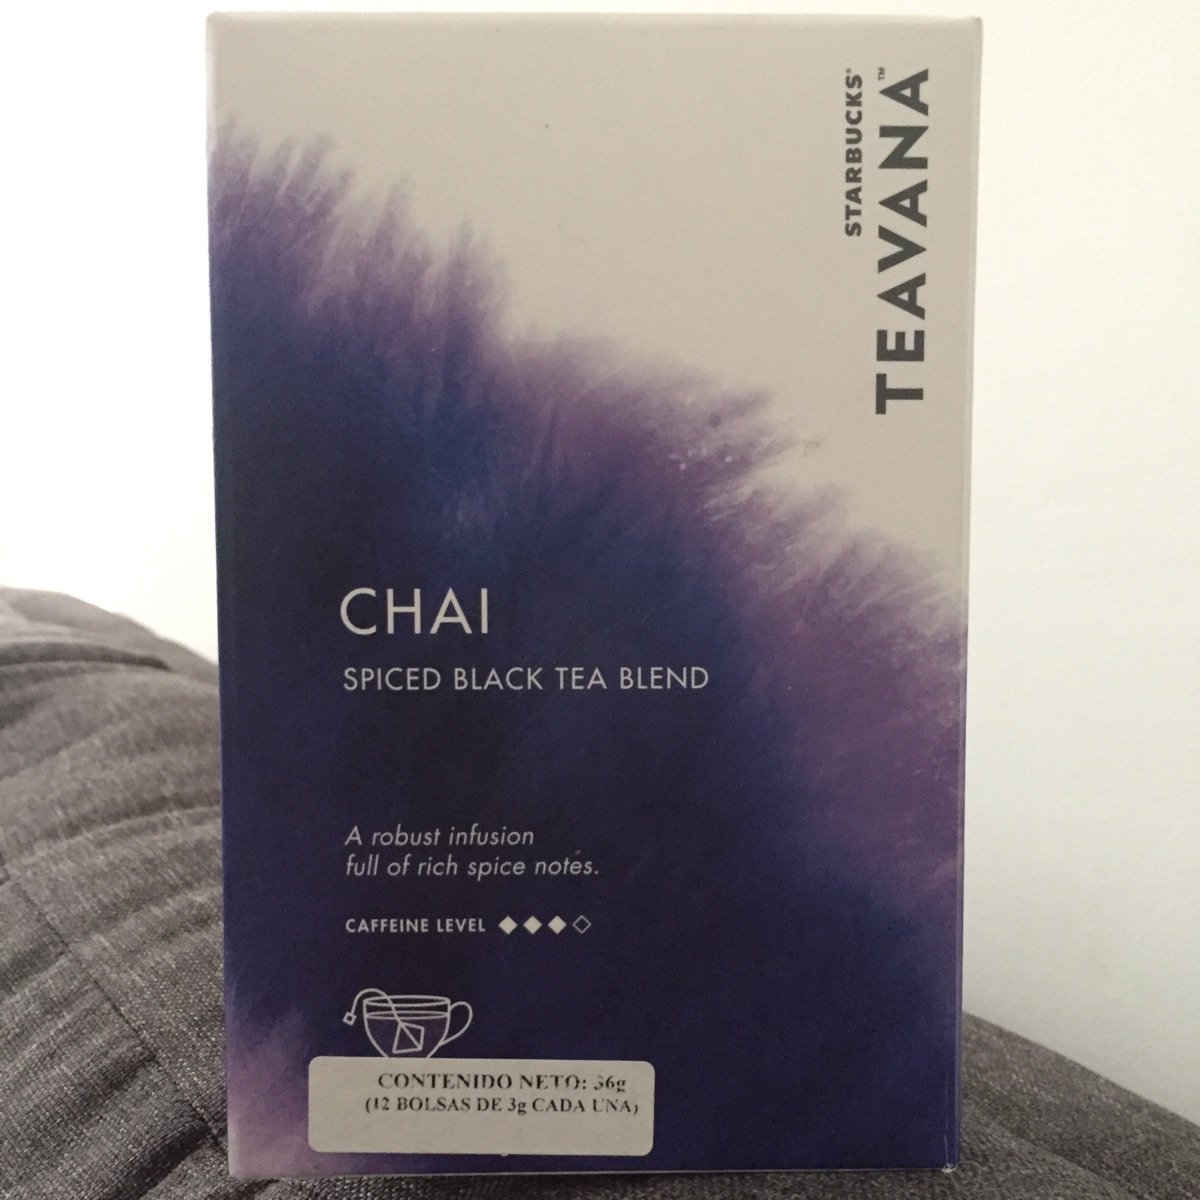 STARBUCKS®
TEAVANA™
CHAI
SPICED BLACK TEA BLEND
A robust infusion
full of rich spice notes.
CAFFEINE LEVEL
CONTENIDO NETO: 36g
(12 BOLSAS DE 3g CADA UNA)